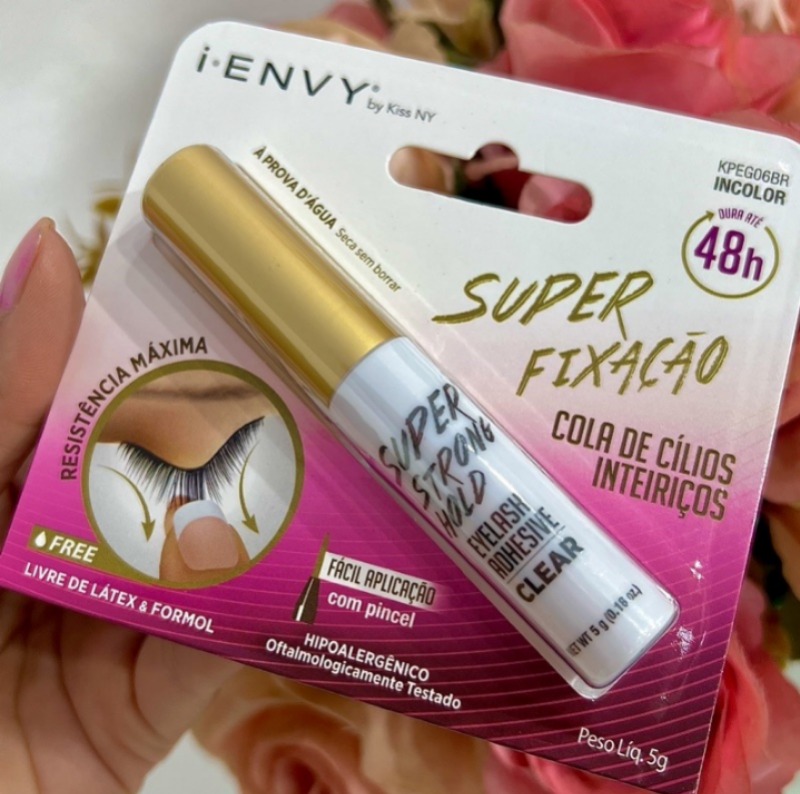 i·ENVY®
by Kiss NY
KPEG06BR
INCOLOR
DURA ATÉ
48h
À PROVA D'ÁGUA
Seca sem borrar
SUPER
FIXAÇÃO
COLA DE CÍLIOS
INTEIRIÇOS
RESISTÊNCIA MÁXIMA
SUPER
STRONG
HOLD
EYELASH
ADHESIVE
CLEAR
NET WT 5 g (0.18 oz.)
FREE
LIVRE DE LÁTEX & FORMOL
FÁCIL APLICAÇÃO
com pincel
HIPOALERGÊNICO
Oftalmologicamente Testado
Peso Líq. 5g